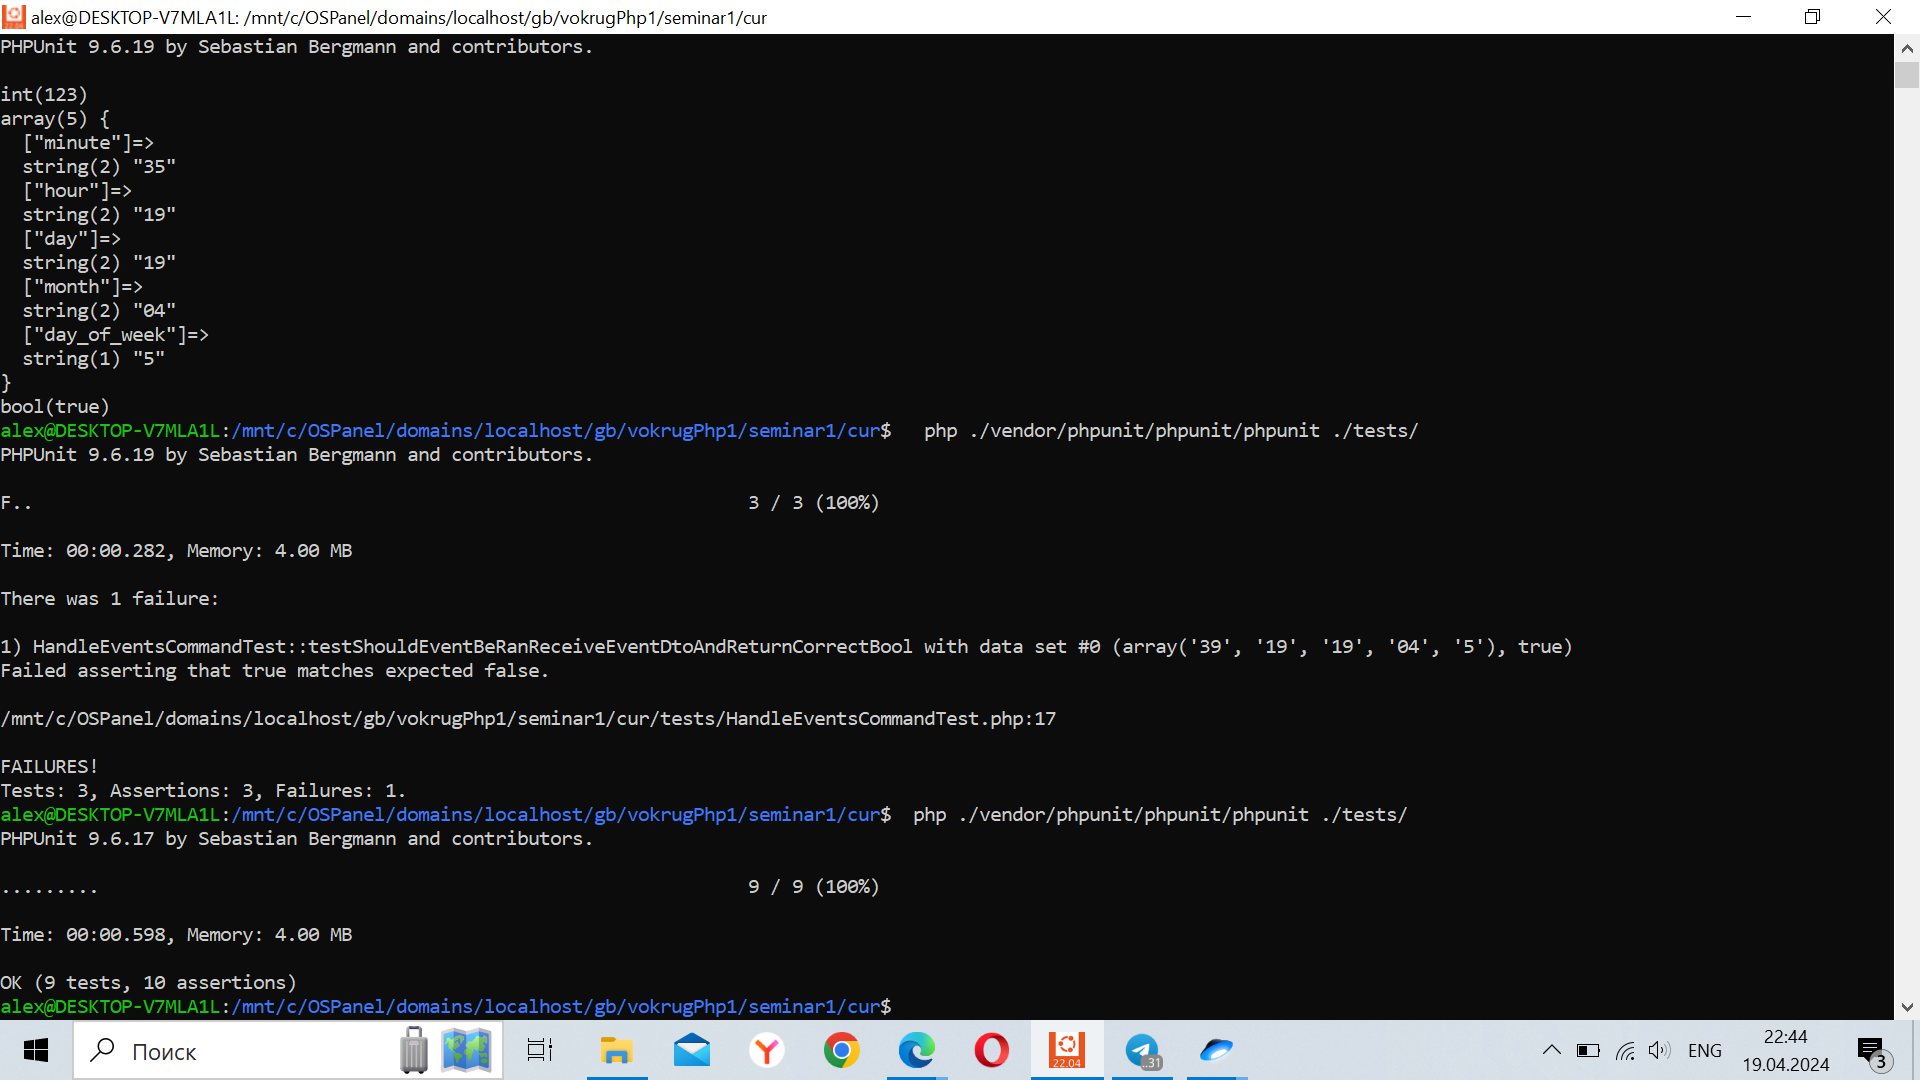 alex@DESKTOP-V7MLA1L: /mnt/c/OSPanel/domains/localhost/gb/vokrugPhp1/seminar1/cur
PHPUnit 9.6.19 by Sebastian Bergmann and contributors.
int(123)
array(5) {
  ["minute"]=>
  string(2) "35"
  ["hour"]=>
  string(2) "19"
  ["day"]=>
  string(2) "19"
  ["month"]=>
  string(2) "04"
  ["day_of_week"]=>
  string(1) "5"
}
bool(true)
alex@DESKTOP-V7MLA1L:/mnt/c/OSPanel/domains/localhost/gb/vokrugPhp1/seminar1/cur$   php ./vendor/phpunit/phpunit/phpunit ./tests/
PHPUnit 9.6.19 by Sebastian Bergmann and contributors.
F..                                                                 3 / 3 (100%)
Time: 00:00.282, Memory: 4.00 MB
There was 1 failure:
1) HandleEventsCommandTest::testShouldEventBeRanReceiveEventDtoAndReturnCorrectBool with data set #0 (array('39', '19', '19', '04', '5'), true)
Failed asserting that true matches expected false.
/mnt/c/OSPanel/domains/localhost/gb/vokrugPhp1/seminar1/cur/tests/HandleEventsCommandTest.php:17
FAILURES!
Tests: 3, Assertions: 3, Failures: 1.
alex@DESKTOP-V7MLA1L:/mnt/c/OSPanel/domains/localhost/gb/vokrugPhp1/seminar1/cur$  php ./vendor/phpunit/phpunit/phpunit ./tests/
PHPUnit 9.6.17 by Sebastian Bergmann and contributors.
.........                                                           9 / 9 (100%)
Time: 00:00.598, Memory: 4.00 MB
OK (9 tests, 10 assertions)
alex@DESKTOP-V7MLA1L:/mnt/c/OSPanel/domains/localhost/gb/vokrugPhp1/seminar1/cur$
Поиск
22.04
..31
ENG
22:44
19.04.2024
3